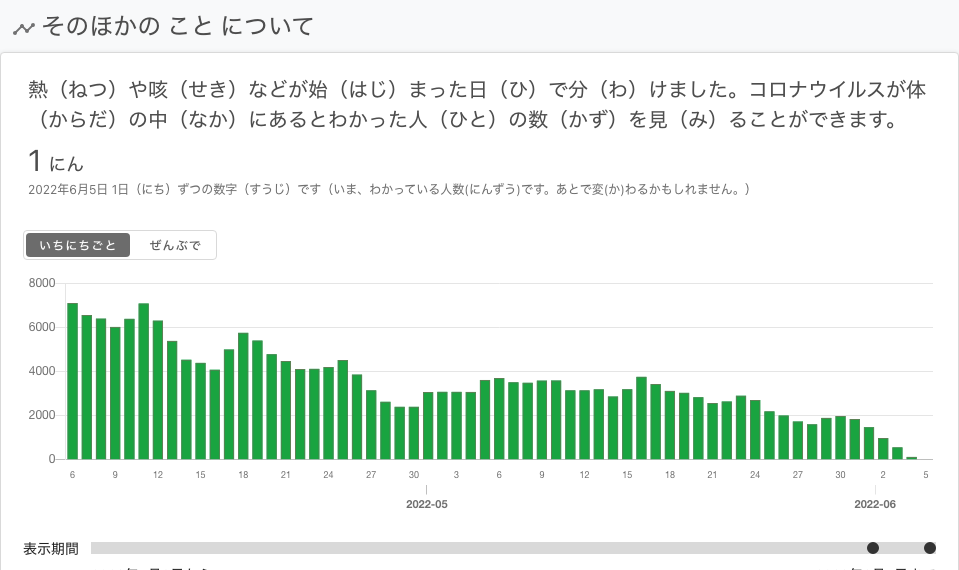 そのほかの こと について
熱（ねつ）や咳（せき）などが始（はじ）まった日（ひ）で分（わ）けました。コロナウイルスが体
（からだ）の中（なか）にあるとわかった人（ひと）の数（かず）を見（み）ることができます。
1 にん
2022年6月5日 1日（にち）ずつの数字（すうじ）です（いま、わかっている人数(にんずう)です。あとで変(か)わるかもしれません。）
いちにちごと ぜんぶで
8000
6000
4000
2000
0
6 9 12 15 18 21 24 27 30 3 6 9 12 15 18 21 24 27 30 2 5
2022-05 2022-06
表示期間